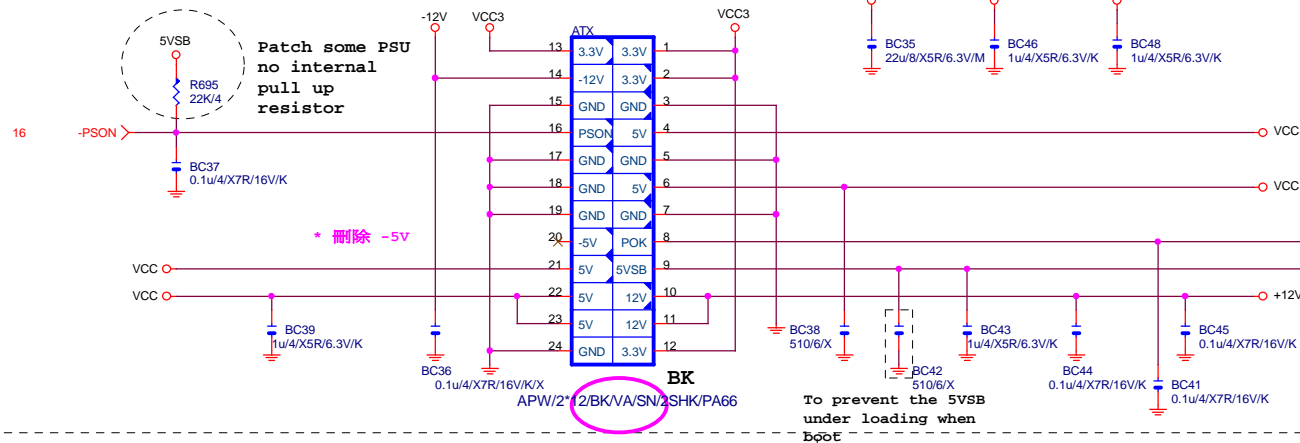 -12V
VCC3
VCC3
5VSB
Patch some PSU
no internal
pull up
resistor
R695
22K/4
16
-PSON
BC37
0.1u/4/X7R/16V/K
* 刪除 -5V
VCC
VCC
BC39
1u/4/X5R/6.3V/K
BC36
0.1u/4/X7R/16V/K/X
ATX
13 3.3V 3.3V 1
14 -12V 3.3V 2
15 GND GND 3
16 PSON 5V 4
17 GND GND 5
18 GND 5V 6
19 GND GND 7
20 -5V POK 8
21 5V 5VSB 9
22 5V 12V 10
23 5V 12V 11
24 GND 3.3V 12
BK
APW/2*12/BK/VA/SN/2SHK/PA66
BC35
22u/8/X5R/6.3V/M
BC46
1u/4/X5R/6.3V/K
BC48
1u/4/X5R/6.3V/K
VCC
VCC
+12V
BC38
510/6/X
BC42
510/6/X
BC43
1u/4/X5R/6.3V/K
BC44
0.1u/4/X7R/16V/K
BC45
0.1u/4/X7R/16V/K
BC41
0.1u/4/X7R/16V/K
To prevent the 5VSB
under loading when
boot